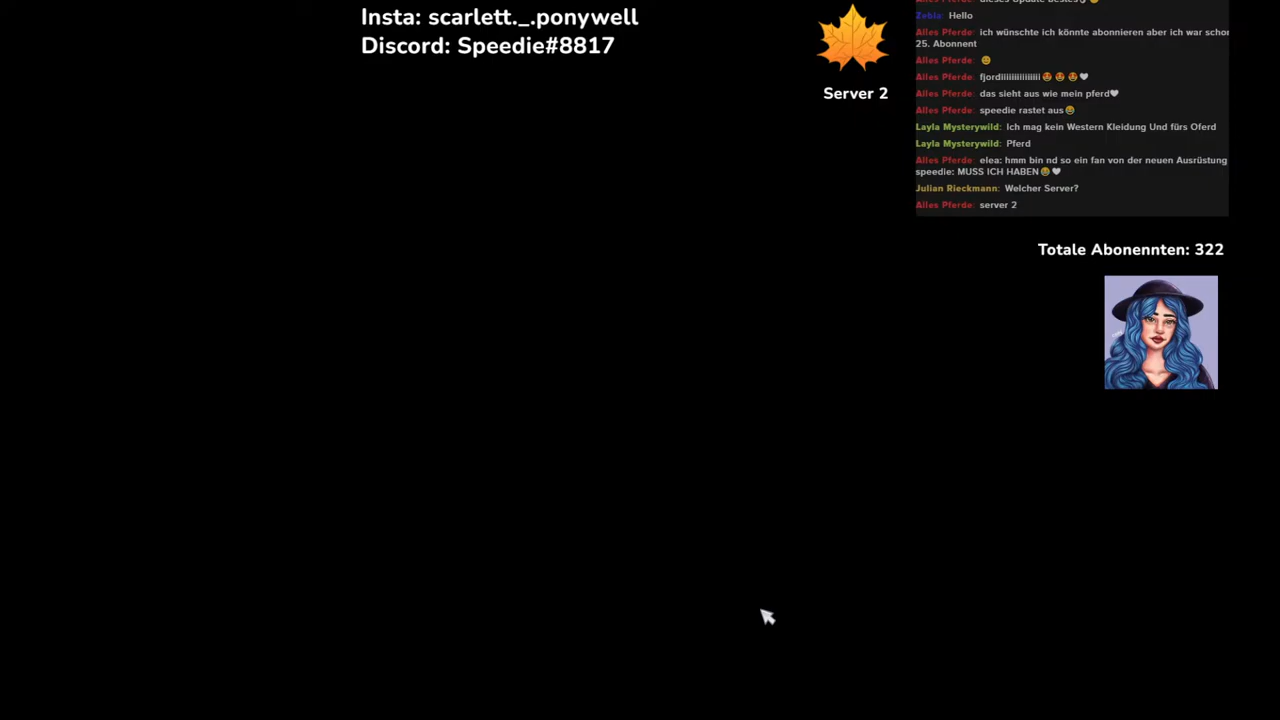 Insta: scarlett._.ponywell
Discord: Speedie#8817
Server 2
Zebla: Hello
Alles Pferde: ich wünschte ich könnte abonnieren aber ich war schon
25. Abonnent
Alles Pferde: 😐
Alles Pferde: fjordiiiiiiiiiiiiiii😍 😍 😍🤍
Alles Pferde: das sieht aus wie mein pferd🤍
Alles Pferde: speedie rastet aus😂
Layla Mysterywild: Ich mag kein Western Kleidung Und fürs Oferd
Layla Mysterywild: Pferd
Alles Pferde: elea: hmm bin nd so ein fan von der neuen Ausrüstung
speedie: MUSS ICH HABEN😂🤍
Julian Rieckmann: Welcher Server?
Alles Pferde: server 2
Totale Abonennten: 322